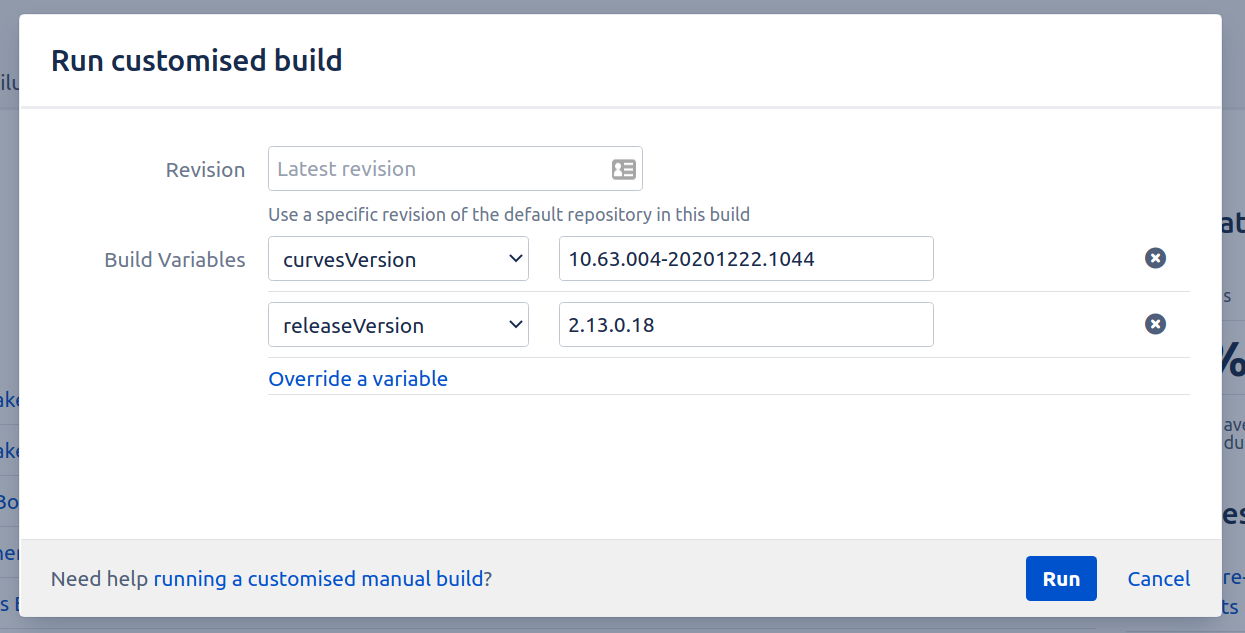 Run customised build
Revision
Latest revision
Use a specific revision of the default repository in this build
Build Variables
curvesVersion
10.63.004-20201222.1044
releaseVersion
2.13.0.18
Override a variable
Need help running a customised manual build?
Run
Cancel